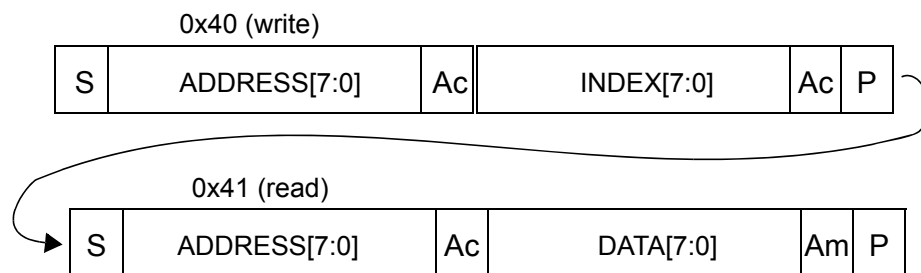 0x40 (write)
S ADDRESS[7:0] Ac INDEX[7:0] Ac P
0x41 (read)
S ADDRESS[7:0] Ac DATA[7:0] Am P